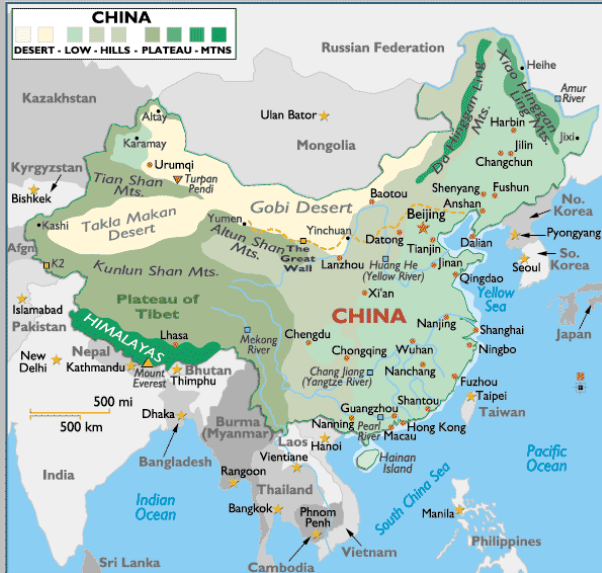 CHINA
DESERT - LOW - HILLS - PLATEAU - MTNS
Russian Federation
Kazakhstan
Heihe
Amur
River
Xiao Hinggan
Ling Mts.
Da Hinggan Ling
Mts.
Altay
Ulan Bator
Mongolia
Karamay
Harbin
Jixi
Jilin
Changchun
Urumqi
Turpan
Pendi
Kyrgyzstan
Bishkek
Tian Shan
Mts.
Baotou
Shenyang
Fushun
Anshan
Gobi Desert
Beijing
No.
Korea
Kashi
Takla Makan
Desert
Yumen
Altun Shan
Mts.
Yinchuan
Datong
Tianjin
Dalian
Pyongyang
Afgn
The
Great
Wall
Lanzhou
Huang He
(Yellow River)
Jinan
Seoul
So.
Korea
K2
Kunlun Shan Mts.
Qingdao
Yellow
Sea
Xi'an
Islamabad
Pakistan
Plateau of
Tibet
CHINA
Japan
HIMALAYAS
Lhasa
Mekong
River
Nanjing
Shanghai
Chengdu
Wuhan
Ningbo
New
Delhi
Nepal
Kathmandu
Mount
Everest
Bhutan
Thimphu
Chongqing
Chang Jiang
(Yangtze River)
Nanchang
Fuzhou
Taipei
Taiwan
500 mi
500 km
Dhaka
Guangzhou
Shantou
Burma
(Myanmar)
Nanning
Pearl
River
Hong Kong
Macau
Laos
Hanoi
Hainan
Island
Bangladesh
Vientiane
Pacific
Ocean
India
Rangoon
Thailand
South China Sea
Indian
Ocean
Bangkok
Phnom
Penh
Manila
Vietnam
Philippines
Sri Lanka
Cambodia